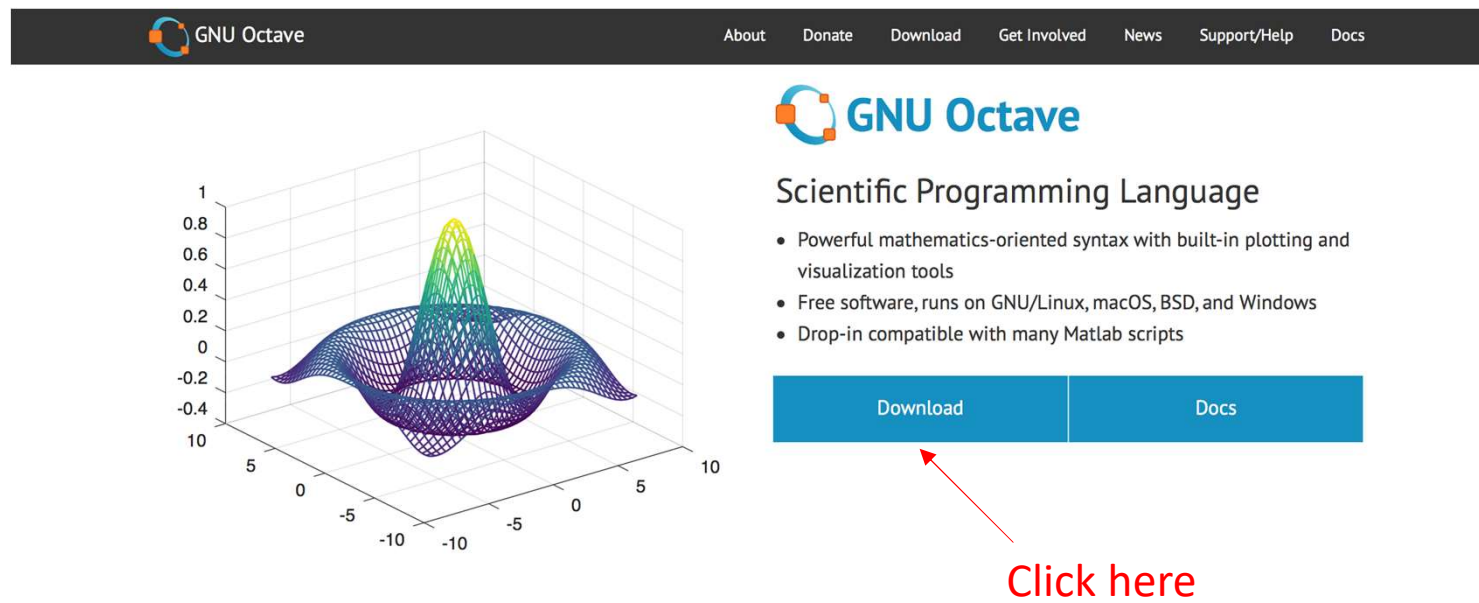 GNU Octave
About Donate Download Get Involved News Support/Help Docs
GNU Octave
Scientific Programming Language
• Powerful mathematics-oriented syntax with built-in plotting and
visualization tools
• Free software, runs on GNU/Linux, macOS, BSD, and Windows
• Drop-in compatible with many Matlab scripts
Download Docs
Click here
1
0.8
0.6
0.4
0.2
0
-0.2
-0.4
10
5
0
-5
-10
-10
-5
0
5
10